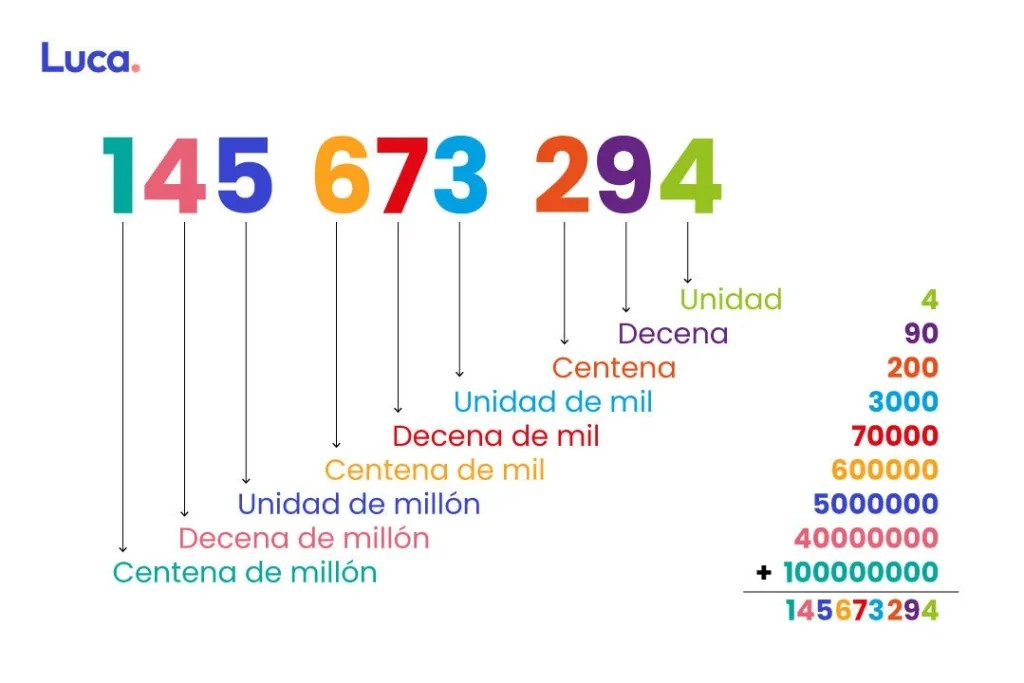 Luca.
145 673 294
Unidad 4
Decena 90
Centena 200
Unidad de mil 3000
Decena de mil 70000
Centena de mil 600000
Unidad de millón 5000000
Decena de millón 40000000
Centena de millón + 100000000
145673294